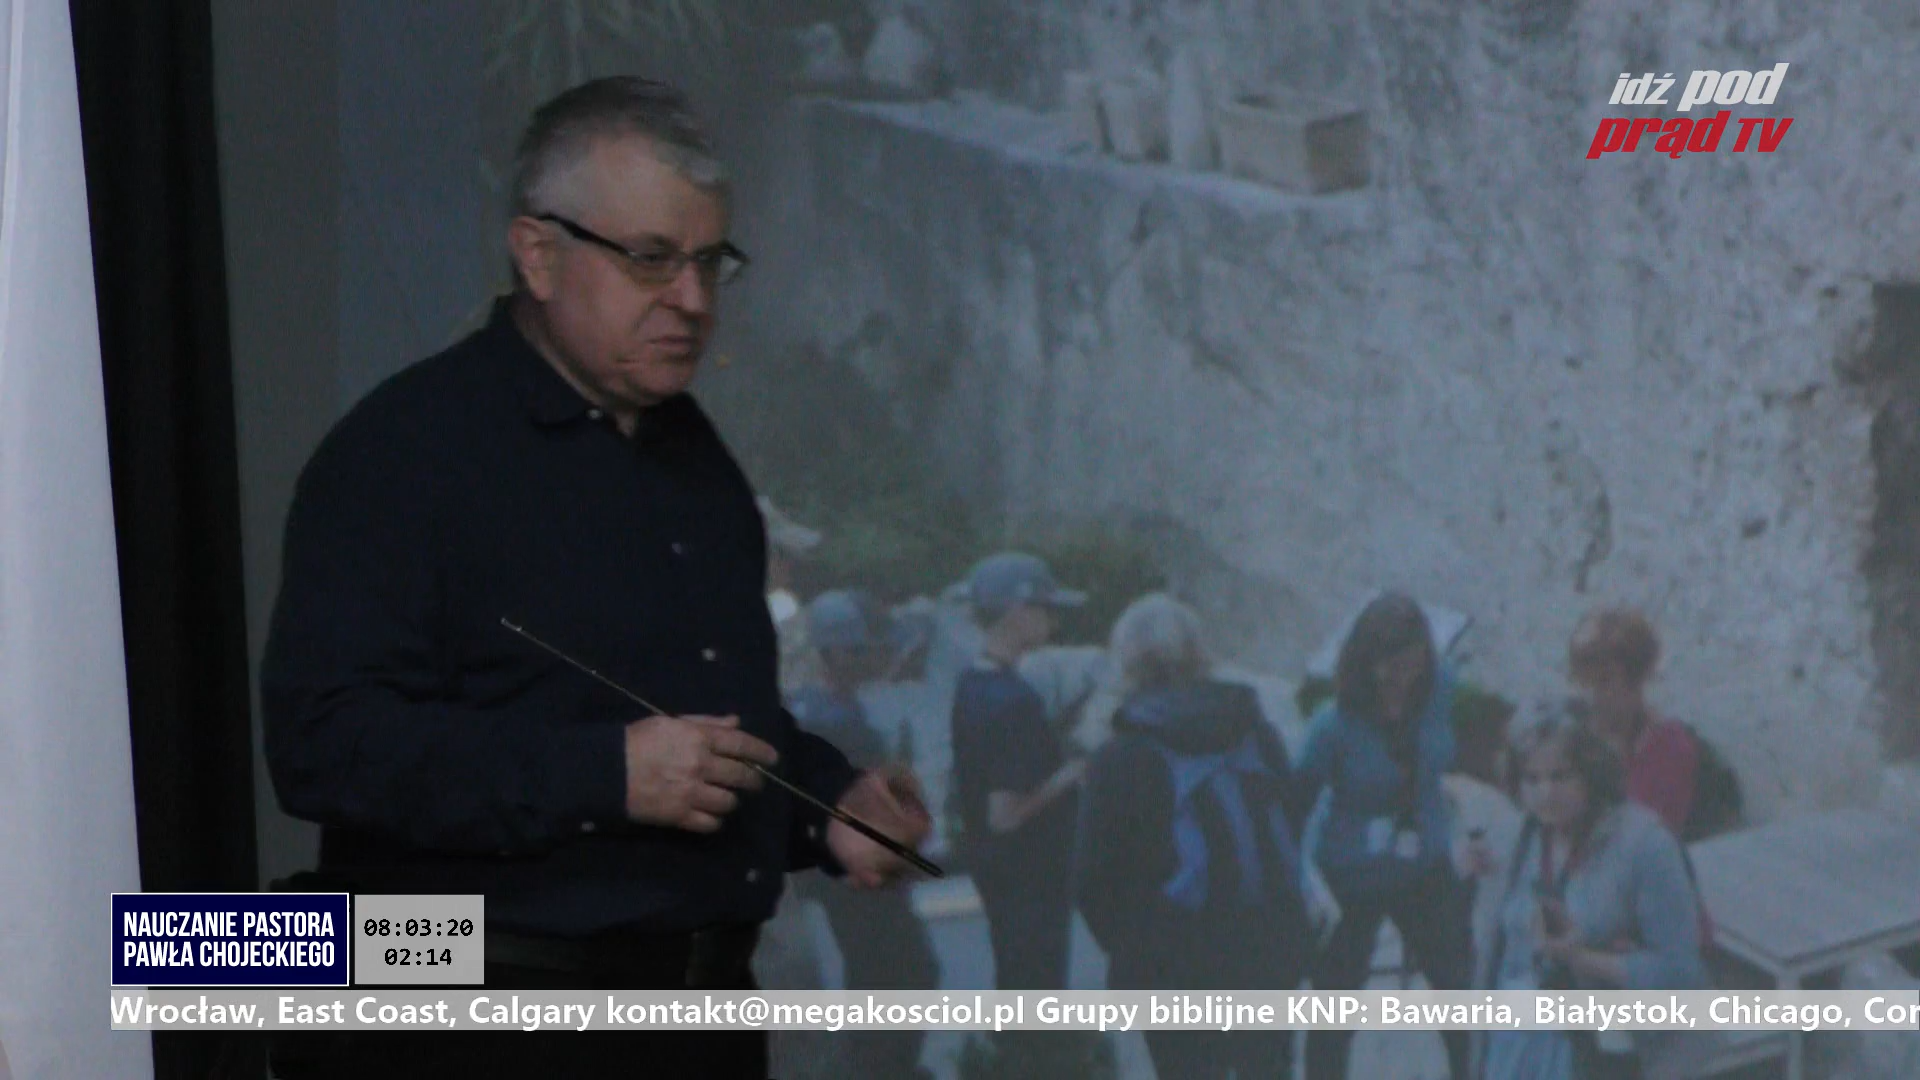 idź pod
prąd TV
NAUCZANIE PASTORA
PAWŁA CHOJECKIEGO
08:03:20
02:14
Wrocław, East Coast, Calgary kontakt@megakosciol.pl Grupy biblijne KNP: Bawaria, Białystok, Chicago, Cor